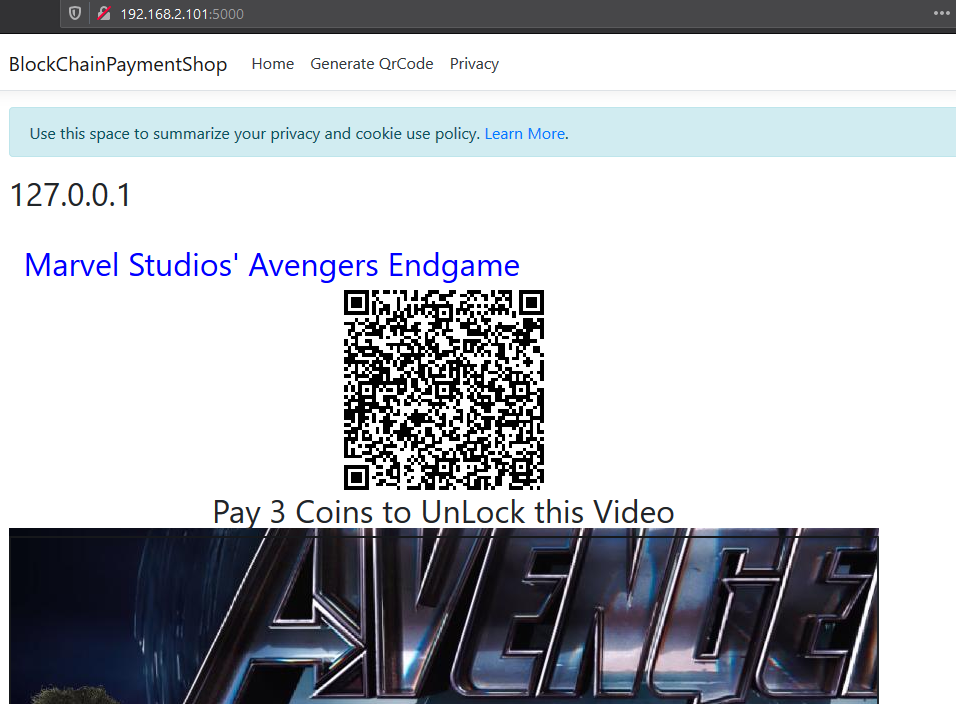 192.168.2.101:5000
BlockChainPaymentShop Home Generate QrCode Privacy
Use this space to summarize your privacy and cookie use policy. Learn More.
127.0.0.1
Marvel Studios' Avengers Endgame
Pay 3 Coins to UnLock this Video
AVENGE